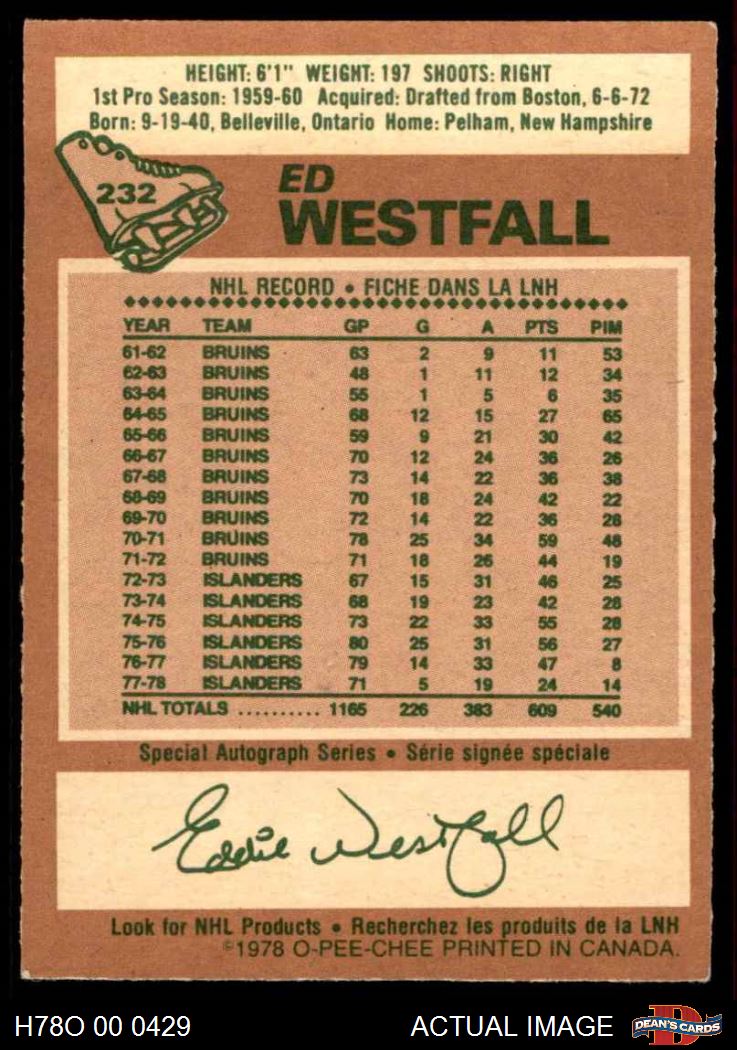 HEIGHT: 6'1" WEIGHT: 197 SHOOTS: RIGHT
1st Pro Season: 1959-60 Acquired: Drafted from Boston, 6-6-72
Born: 9-19-40, Belleville, Ontario Home: Pelham, New Hampshire
232
ED
WESTFALL
NHL RECORD • FICHE DANS LA LNH
YEAR TEAM GP G A PTS PIM
61-62 BRUINS 63 2 9 11 53
62-63 BRUINS 48 1 11 12 34
63-64 BRUINS 55 1 5 6 35
64-65 BRUINS 68 12 15 27 65
65-66 BRUINS 59 9 21 30 42
66-67 BRUINS 70 12 24 36 26
67-68 BRUINS 73 14 22 36 38
68-69 BRUINS 70 18 24 42 22
69-70 BRUINS 72 14 22 36 28
70-71 BRUINS 78 25 34 59 48
71-72 BRUINS 71 18 26 44 19
72-73 ISLANDERS 67 15 31 46 25
73-74 ISLANDERS 68 19 23 42 28
74-75 ISLANDERS 73 22 33 55 28
75-76 ISLANDERS 80 25 31 56 27
76-77 ISLANDERS 79 14 33 47 8
77-78 ISLANDERS 71 5 19 24 14
NHL TOTALS .......... 1165 226 383 609 540
Special Autograph Series • Série signée spéciale
Eddie Westfall
Look for NHL Products • Recherchez les produits de la LNH
©1978 O-PEE-CHEE PRINTED IN CANADA.
H78O 00 0429 ACTUAL IMAGE DEAN'S CARDS